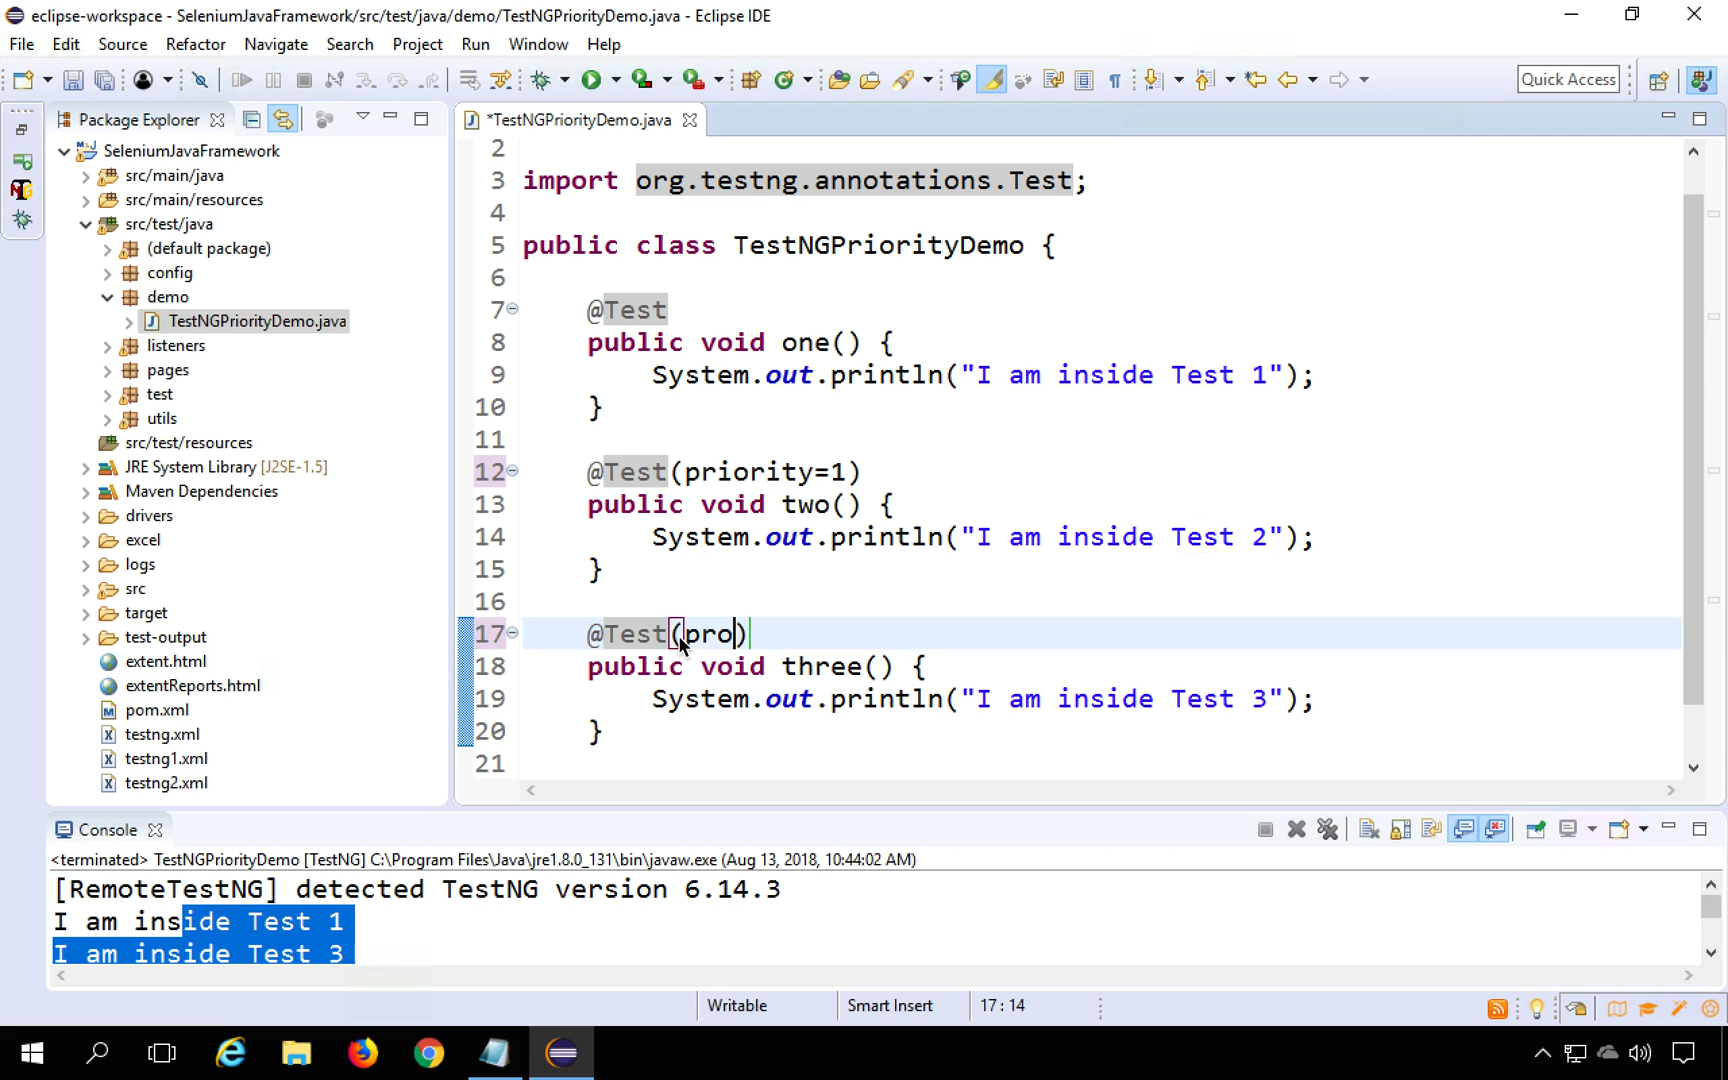 eclipse-workspace - SeleniumJavaFramework/src/test/java/demo/TestNGPriorityDemo.java - Eclipse IDE
File Edit Source Refactor Navigate Search Project Run Window Help
Quick Access
Package Explorer
*TestNGPriorityDemo.java
SeleniumJavaFramework
src/main/java
src/main/resources
src/test/java
(default package)
config
demo
TestNGPriorityDemo.java
listeners
pages
test
utils
src/test/resources
JRE System Library [J2SE-1.5]
Maven Dependencies
drivers
excel
logs
src
target
test-output
extent.html
extentReports.html
pom.xml
testng.xml
testng1.xml
testng2.xml
2
3 import org.testng.annotations.Test;
4
5 public class TestNGPriorityDemo {
6
7 @Test
8 public void one() {
9 System.out.println("I am inside Test 1");
10 }
11
12 @Test(priority=1)
13 public void two() {
14 System.out.println("I am inside Test 2");
15 }
16
17 @Test(pro)
18 public void three() {
19 System.out.println("I am inside Test 3");
20 }
21
Console
<terminated> TestNGPriorityDemo [TestNG] C:\Program Files\Java\jre1.8.0_131\bin\javaw.exe (Aug 13, 2018, 10:44:02 AM)
[RemoteTestNG] detected TestNG version 6.14.3
I am inside Test 1
I am inside Test 3
Writable Smart Insert 17 : 14